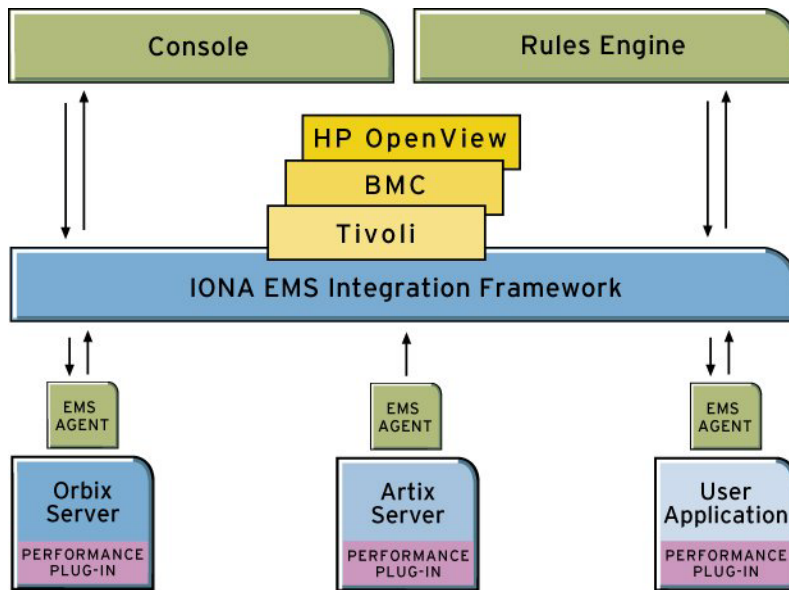 Console
Rules Engine
HP OpenView
BMC
Tivoli
IONA EMS Integration Framework
EMS
AGENT
EMS
AGENT
EMS
AGENT
Orbix
Server
PERFORMANCE
PLUG-IN
Artix
Server
PERFORMANCE
PLUG-IN
User
Application
PERFORMANCE
PLUG-IN